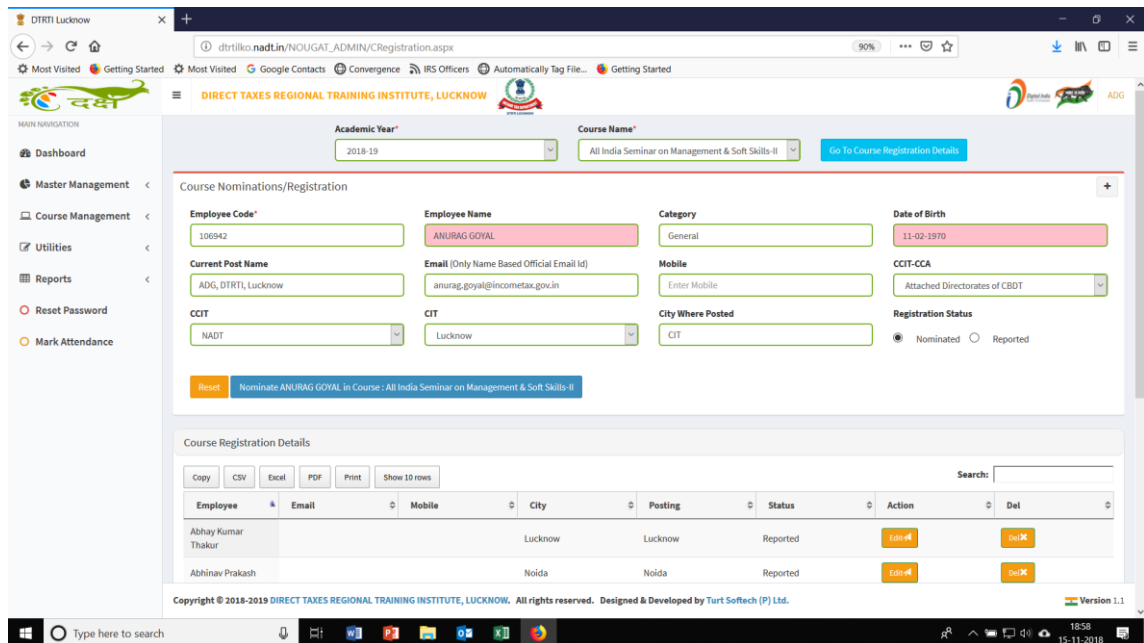 DTRTI Lucknow
dtrtilko.nadt.in/NOUGAT_ADMIN/CRegistration.aspx
90%
Most Visited Getting Started Most Visited Google Contacts Convergence IRS Officers Automatically Tag File... Getting Started
दक्ष
DIRECT TAXES REGIONAL TRAINING INSTITUTE, LUCKNOW
Digital India
ADG
MAIN NAVIGATION
Dashboard
Master Management
Course Management
Utilities
Reports
Reset Password
Mark Attendance
Academic Year* Course Name*
2018-19 All India Seminar on Management & Soft Skills-II Go To Course Registration Details
Course Nominations/Registration
Employee Code* Employee Name Category Date of Birth
106942 ANURAG GOYAL General 11-02-1970
Current Post Name Email (Only Name Based Official Email Id) Mobile CCIT-CCA
ADG, DTRTI, Lucknow anurag.goyal@incometax.gov.in Enter Mobile Attached Directorates of CBDT
CCIT CIT City Where Posted Registration Status
NADT Lucknow CIT Nominated Reported
Reset Nominate ANURAG GOYAL in Course : All India Seminar on Management & Soft Skills-II
Course Registration Details
Copy CSV Excel PDF Print Show 10 rows Search:
Employee Email Mobile City Posting Status Action Del
Abhay Kumar
Thakur Lucknow Lucknow Reported Edit Del
Abhinav Prakash Noida Noida Reported Edit Del
Copyright © 2018-2019 DIRECT TAXES REGIONAL TRAINING INSTITUTE, LUCKNOW. All rights reserved. Designed & Developed by Turt Softech (P) Ltd. Version 1.1
Type here to search
18:58
15-11-2018